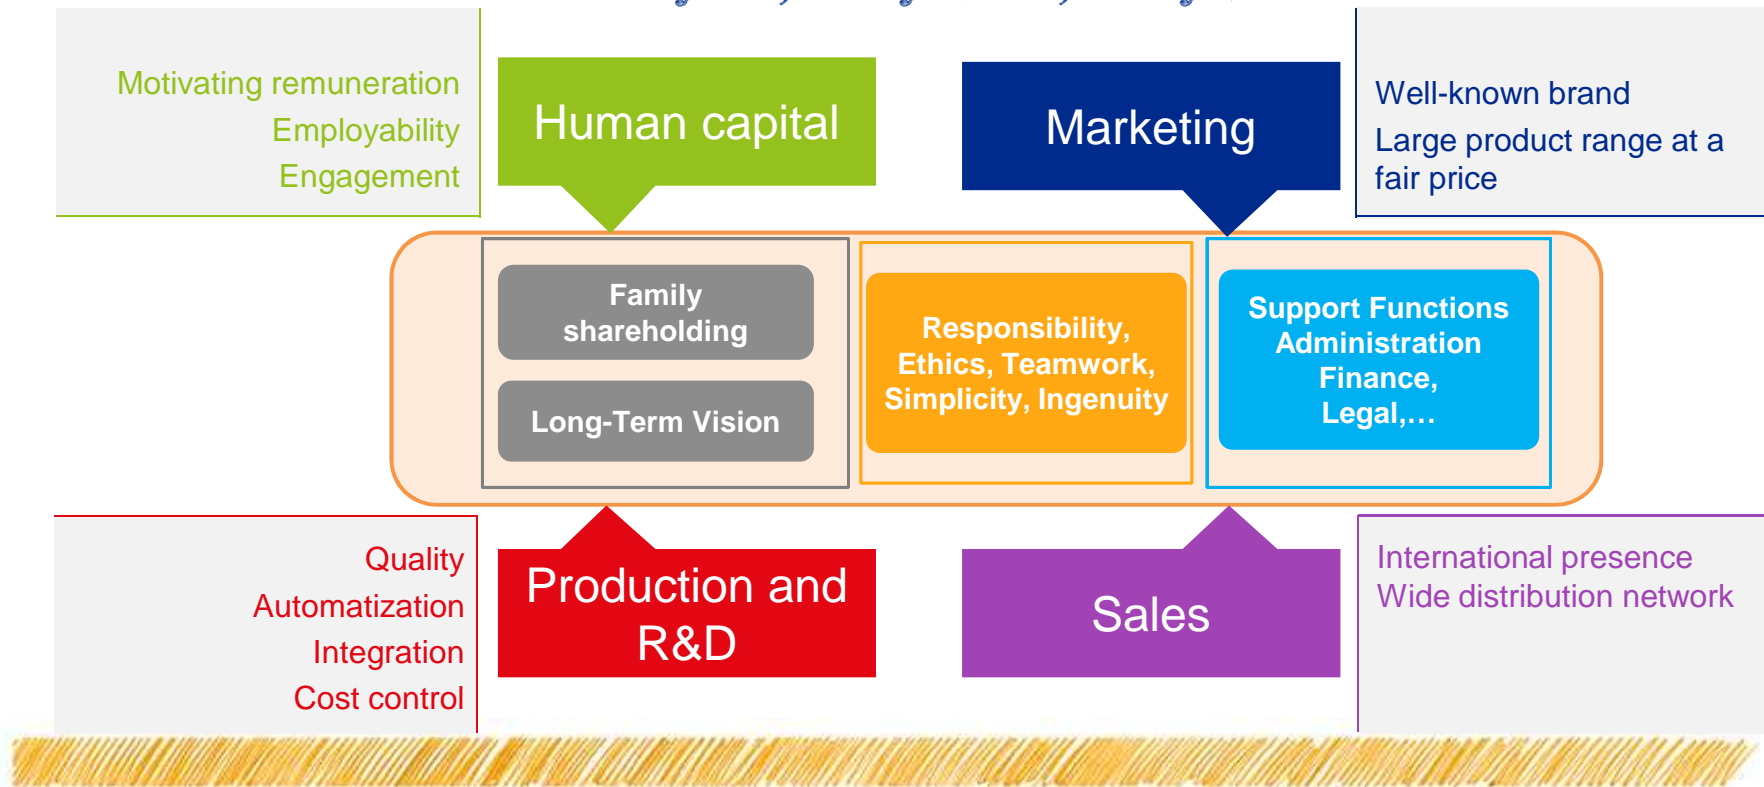 Motivating remuneration
Employability
Engagement
Human capital
Marketing
Well-known brand
Large product range at a
fair price
Family
shareholding
Long-Term Vision
Responsibility,
Ethics, Teamwork,
Simplicity, Ingenuity
Support Functions
Administration
Finance,
Legal,…
Quality
Automatization
Integration
Cost control
Production and
R&D
Sales
International presence
Wide distribution network